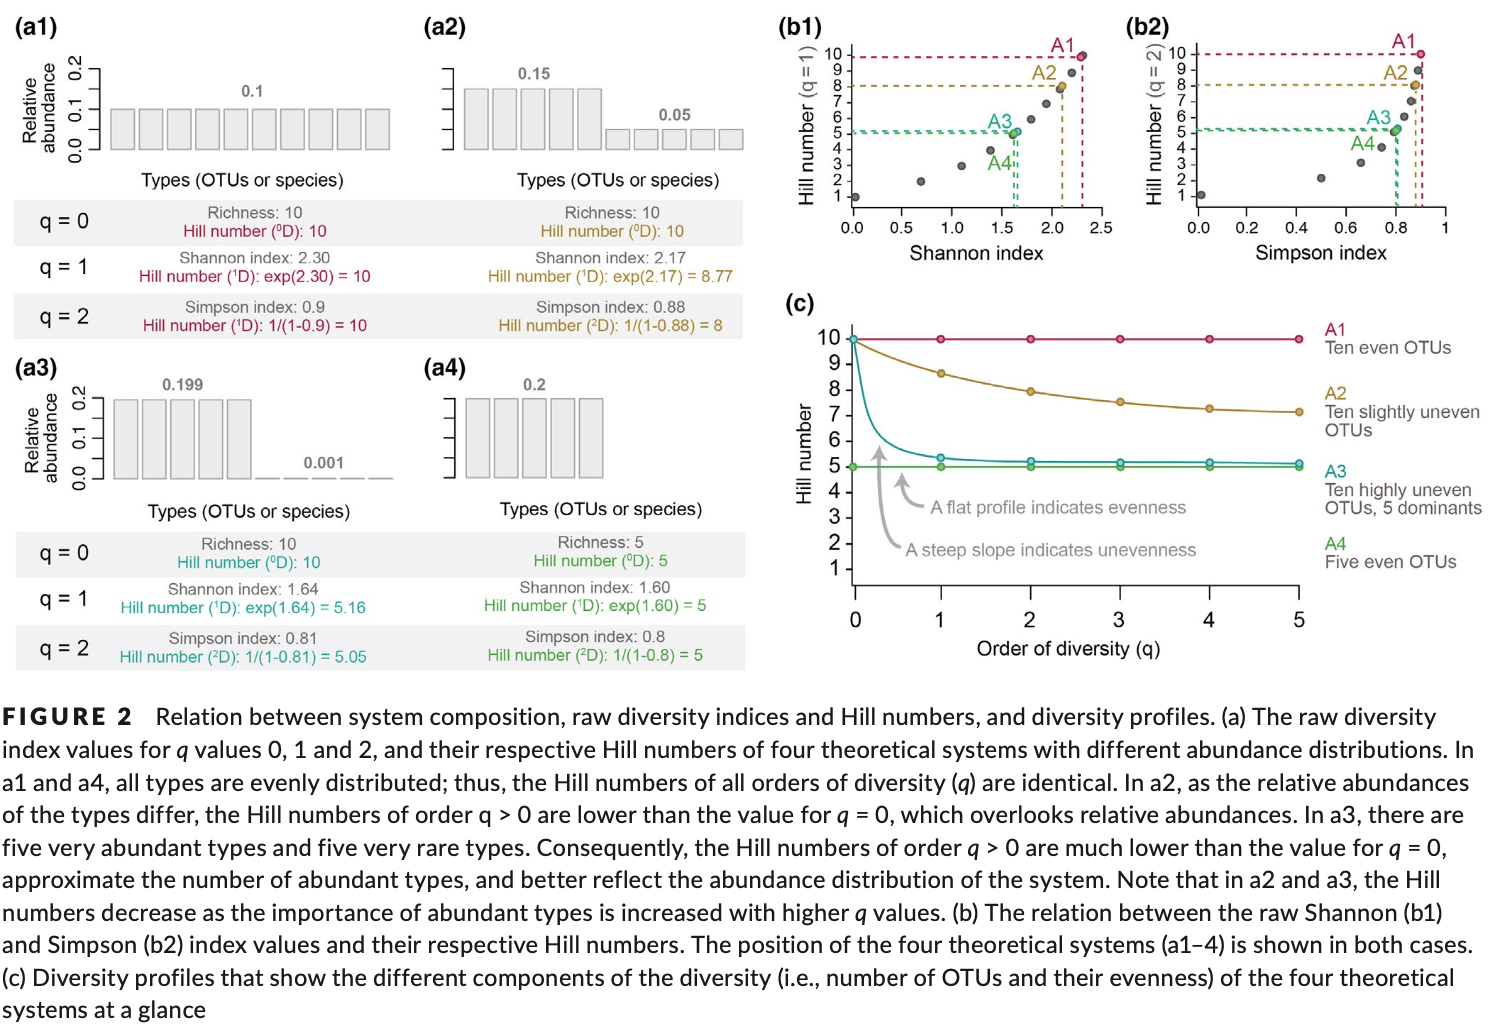 (a1)
0.2
0.1
0.0
Relative
abundance
0.1
Types (OTUs or species)
(a2)
0.15
0.05
Types (OTUs or species)
q = 0
Richness: 10
Hill number (⁰D): 10
Richness: 10
Hill number (⁰D): 10
q = 1
Shannon index: 2.30
Hill number (¹D): exp(2.30) = 10
Shannon index: 2.17
Hill number (¹D): exp(2.17) = 8.77
q = 2
Simpson index: 0.9
Hill number (¹D): 1/(1-0.9) = 10
Simpson index: 0.88
Hill number (²D): 1/(1-0.88) = 8
(a3)
0.2
0.1
0.0
Relative
abundance
0.199
0.001
Types (OTUs or species)
(a4)
0.2
Types (OTUs or species)
q = 0
Richness: 10
Hill number (⁰D): 10
Richness: 5
Hill number (⁰D): 5
q = 1
Shannon index: 1.64
Hill number (¹D): exp(1.64) = 5.16
Shannon index: 1.60
Hill number (¹D): exp(1.60) = 5
q = 2
Simpson index: 0.81
Hill number (²D): 1/(1-0.81) = 5.05
Simpson index: 0.8
Hill number (²D): 1/(1-0.8) = 5
(b1)
Hill number (q = 1)
10
9
8
7
6
5
4
3
2
1
A1
A2
A3
A4
0.0 0.5 1.0 1.5 2.0 2.5
Shannon index
(b2)
Hill number (q = 2)
10
9
8
7
6
5
4
3
2
1
A1
A2
A3
A4
0.0 0.2 0.4 0.6 0.8 1
Simpson index
(c)
Hill number
10
9
8
7
6
5
4
3
2
1
A flat profile indicates evenness
A steep slope indicates unevenness
0 1 2 3 4 5
Order of diversity (q)
A1
Ten even OTUs
A2
Ten slightly uneven
OTUs
A3
Ten highly uneven
OTUs, 5 dominants
A4
Five even OTUs
FIGURE 2 Relation between system composition, raw diversity indices and Hill numbers, and diversity profiles. (a) The raw diversity
index values for q values 0, 1 and 2, and their respective Hill numbers of four theoretical systems with different abundance distributions. In
a1 and a4, all types are evenly distributed; thus, the Hill numbers of all orders of diversity (q) are identical. In a2, as the relative abundances
of the types differ, the Hill numbers of order q > 0 are lower than the value for q = 0, which overlooks relative abundances. In a3, there are
five very abundant types and five very rare types. Consequently, the Hill numbers of order q > 0 are much lower than the value for q = 0,
approximate the number of abundant types, and better reflect the abundance distribution of the system. Note that in a2 and a3, the Hill
numbers decrease as the importance of abundant types is increased with higher q values. (b) The relation between the raw Shannon (b1)
and Simpson (b2) index values and their respective Hill numbers. The position of the four theoretical systems (a1–4) is shown in both cases.
(c) Diversity profiles that show the different components of the diversity (i.e., number of OTUs and their evenness) of the four theoretical
systems at a glance